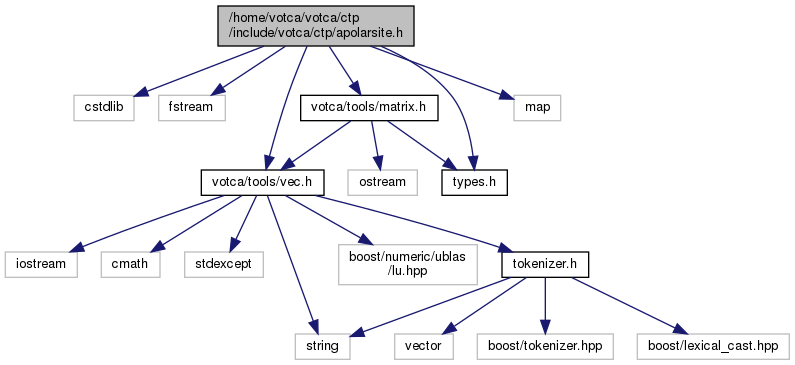 /home/votca/votca/ctp
/include/votca/ctp/apolarsite.h
cstdlib
fstream
votca/tools/matrix.h
map
votca/tools/vec.h
ostream
types.h
iostream
cmath
stdexcept
boost/numeric/ublas
/lu.hpp
tokenizer.h
string
vector
boost/tokenizer.hpp
boost/lexical_cast.hpp